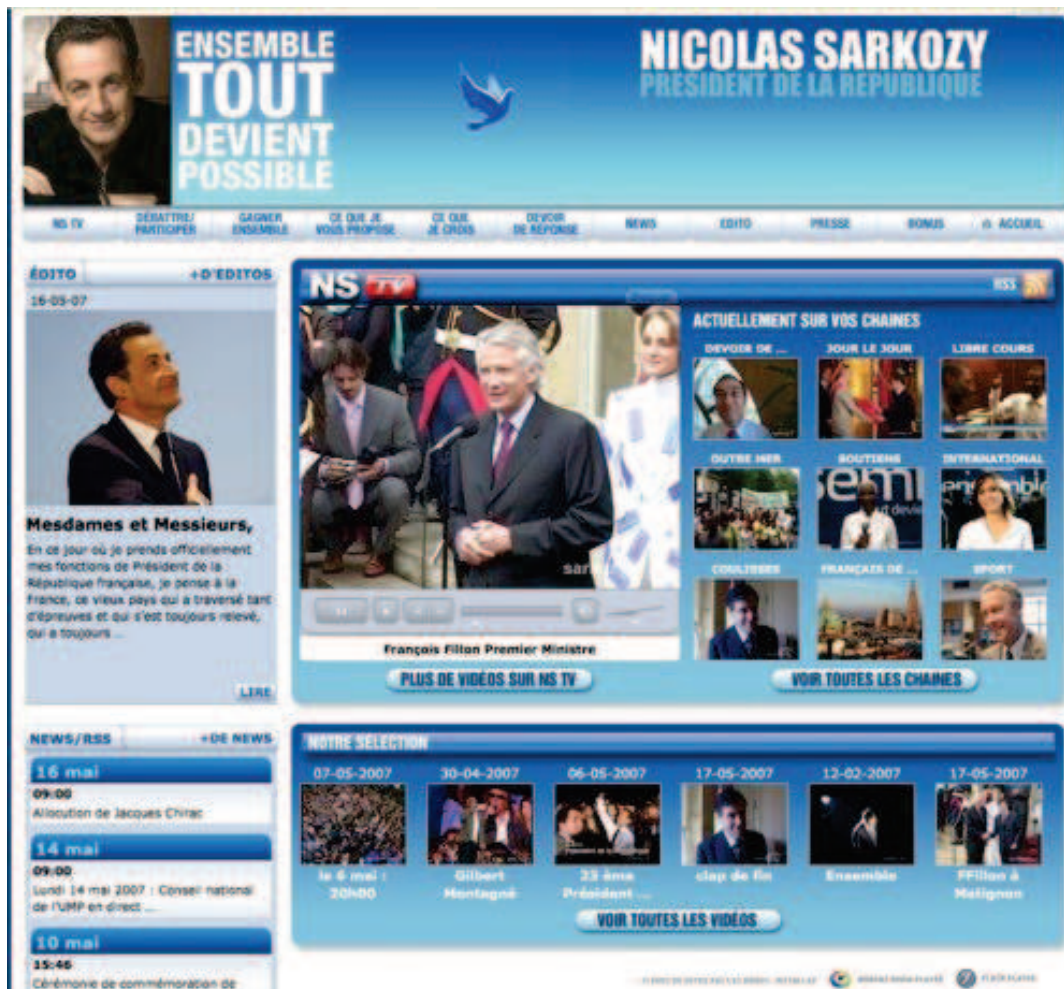 ENSEMBLE
TOUT
DEVIENT
POSSIBLE
NICOLAS SARKOZY
PRESIDENT DE LA REPUBLIQUE
NS TV
DÉBATTRE/
PARTICIPER
GAGNER
ENSEMBLE
CE QUE JE
VOUS PROPOSE
CE QUE
JE CROIS
DEVOIR
DE REPONSE
NEWS
EDITO
PRESSE
BONUS
ACCUEIL
ÉDITO
+D'EDITOS
16-05-07
Mesdames et Messieurs,
En ce jour où je prends officiellement
mes fonctions de Président de la
République française, je pense à la
France, ce vieux pays qui a traversé tant
d'épreuves et qui s'est toujours relevé,
qui a toujours ...
LIRE
NS TV
RSS
François Fillon Premier Ministre
PLUS DE VIDÉOS SUR NS TV
ACTUELLEMENT SUR VOS CHAINES
DEVOIR DE ...
JOUR LE JOUR
LIBRE COURS
OUTRE MER
SOUTIENS
INTERNATIONAL
COULISSES
FRANÇAIS DE ...
SPORT
VOIR TOUTES LES CHAINES
NEWS/RSS
+DE NEWS
16 mai
09:00
Allocution de Jacques Chirac
14 mai
09:00
Lundi 14 mai 2007 : Conseil national
de l'UMP en direct ...
10 mai
15:46
Cérémonie de commémoration de
NOTRE SÉLECTION
07-05-2007
30-04-2007
06-05-2007
17-05-2007
12-02-2007
17-05-2007
le 6 mai :
20h00
Gilbert
Montagné
23 ème
Président ...
clap de fin
Ensemble
FFillon à
Matignon
VOIR TOUTES LES VIDÉOS